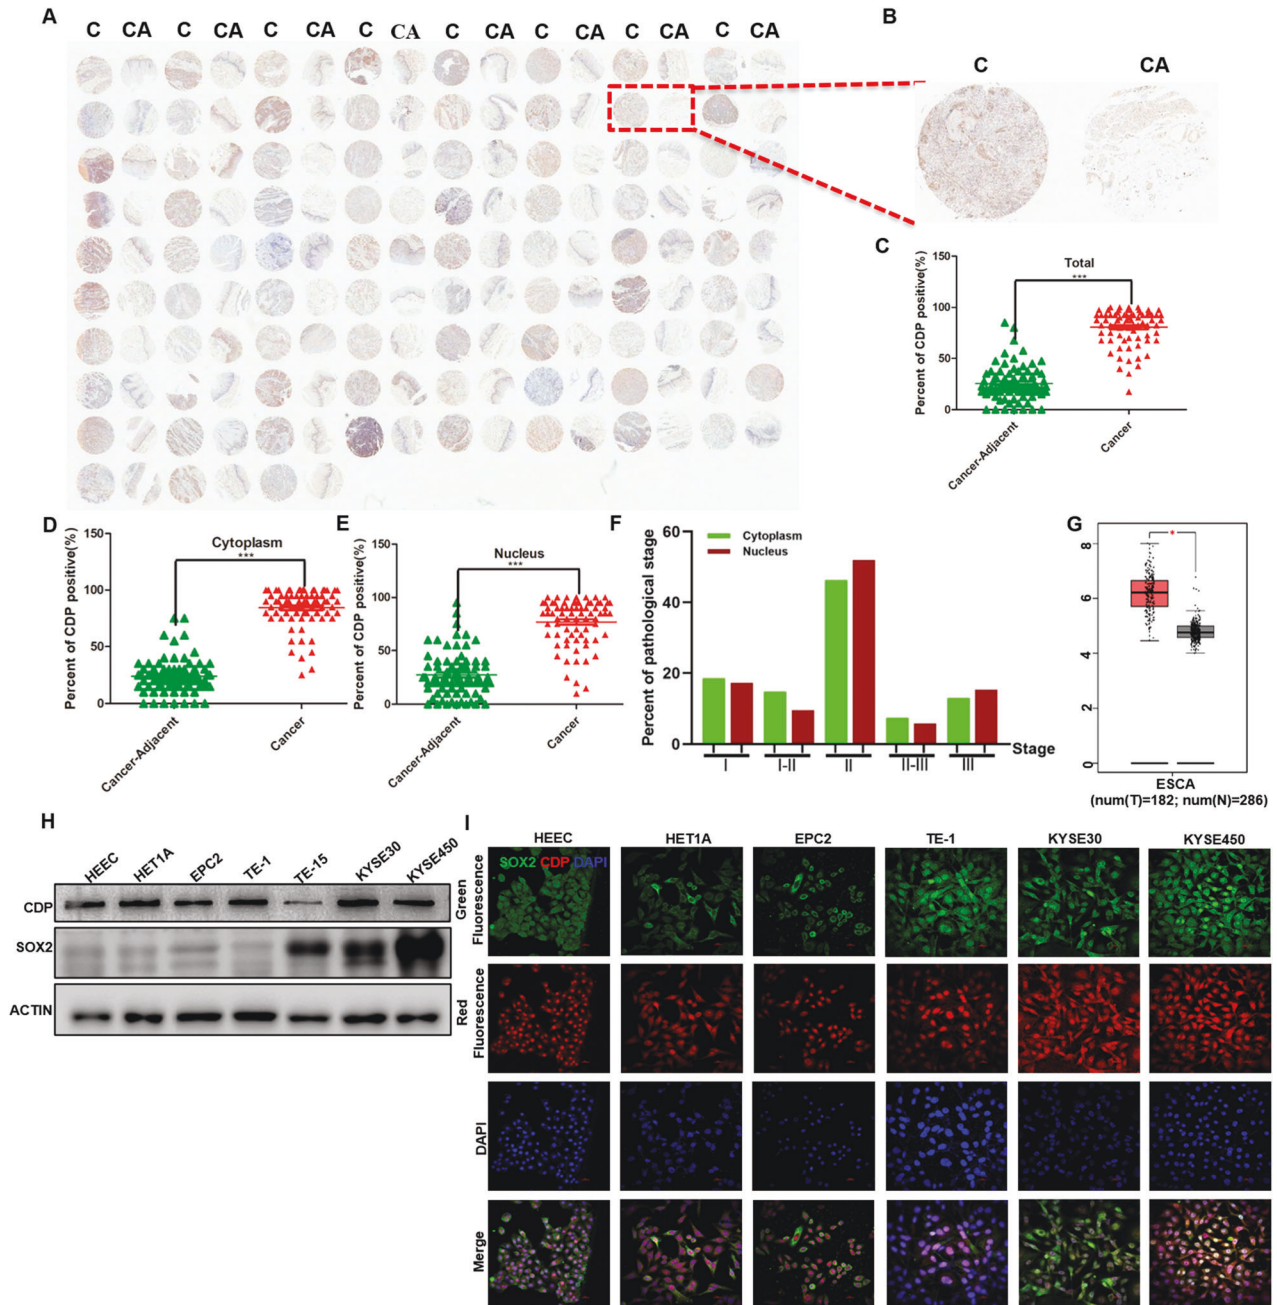 A
C CA C CA C CA C CA C CA C CA C CA C CA
B
C CA
C
Percent of CDP positive(%)
150
100
50
0
Total
***
Cancer-Adjacent
Cancer
D
Percent of CDP positive(%)
150
100
50
0
Cytoplasm
***
Cancer-Adjacent
Cancer
E
Percent of CDP positive(%)
150
100
50
0
Nucleus
***
Cancer-Adjacent
Cancer
F
Percent of pathological stage
60
40
20
0
Cytoplasm
Nucleus
I I-II II II-III III
Stage
G
8
6
4
2
0
*
ESCA
(num(T)=182; num(N)=286)
H
HEEC HET1A EPC2 TE-1 TE-15 KYSE30 KYSE450
CDP
SOX2
ACTIN
I
HEEC HET1A EPC2 TE-1 KYSE30 KYSE450
SOX2 CDP DAPI
Green
Fluorescence
Red
Fluorescence
DAPI
Merge